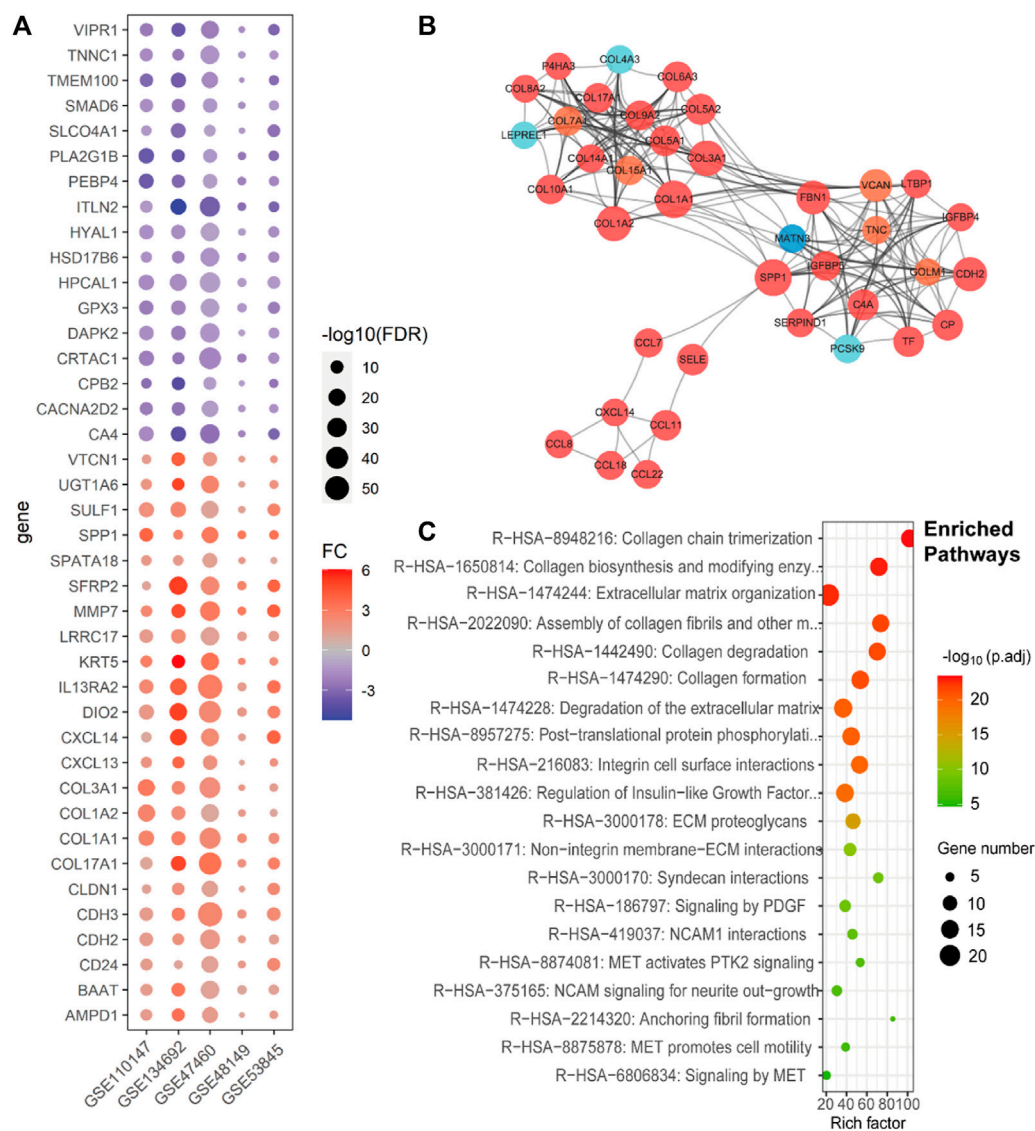 A
VIPR1
TNNC1
TMEM100
SMAD6
SLCO4A1
PLA2G1B
PEBP4
ITLN2
HYAL1
HSD17B6
HPCAL1
GPX3
DAPK2
CRTAC1
CPB2
CACNA2D2
CA4
VTCN1
UGT1A6
SULF1
SPP1
SPATA18
SFRP2
MMP7
LRRC17
KRT5
IL13RA2
DIO2
CXCL14
CXCL13
COL3A1
COL1A2
COL1A1
COL17A1
CLDN1
CDH3
CDH2
CD24
BAAT
AMPD1
gene
GSE110147
GSE134692
GSE47460
GSE48149
GSE53845
-log10(FDR)
10
20
30
40
50
FC
6
3
0
-3
B
COL4A3
P4HA3
COL6A3
COL8A2
COL17A1
COL5A2
COL7A1
COL9A2
LEPREL1
COL5A1
COL14A1
COL3A1
COL15A1
COL10A1
COL1A1
COL1A2
VCAN
LTBP1
FBN1
IGFBP4
TNC
MATN3
IGFBP5
GOLM1
CDH2
SPP1
C4A
SERPIND1
CP
TF
PCSK9
CCL7
SELE
CXCL14
CCL11
CCL8
CCL18
CCL22
C
Enriched
Pathways
R-HSA-8948216: Collagen chain trimerization
R-HSA-1650814: Collagen biosynthesis and modifying enzy..
R-HSA-1474244: Extracellular matrix organization
R-HSA-2022090: Assembly of collagen fibrils and other m...
R-HSA-1442490: Collagen degradation
R-HSA-1474290: Collagen formation
R-HSA-1474228: Degradation of the extracellular matrix
R-HSA-8957275: Post-translational protein phosphorylati..
R-HSA-216083: Integrin cell surface interactions
R-HSA-381426: Regulation of Insulin-like Growth Factor...
R-HSA-3000178: ECM proteoglycans
R-HSA-3000171: Non-integrin membrane-ECM interactions
R-HSA-3000170: Syndecan interactions
R-HSA-186797: Signaling by PDGF
R-HSA-419037: NCAM1 interactions
R-HSA-8874081: MET activates PTK2 signaling
R-HSA-375165: NCAM signaling for neurite out-growth
R-HSA-2214320: Anchoring fibril formation
R-HSA-8875878: MET promotes cell motility
R-HSA-6806834: Signaling by MET
20 40 60 80 100
Rich factor
-log10 (p.adj)
20
15
10
5
Gene number
5
10
15
20